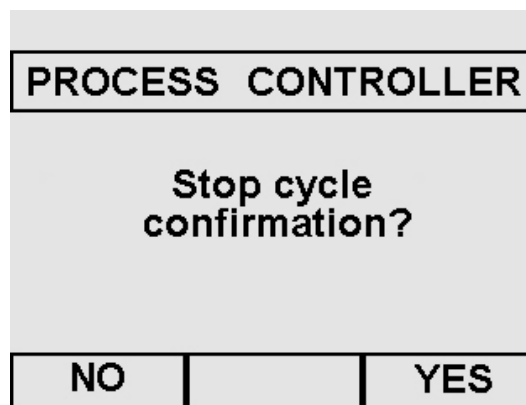 PROCESS CONTROLLER
Stop cycle
confirmation?
NO YES